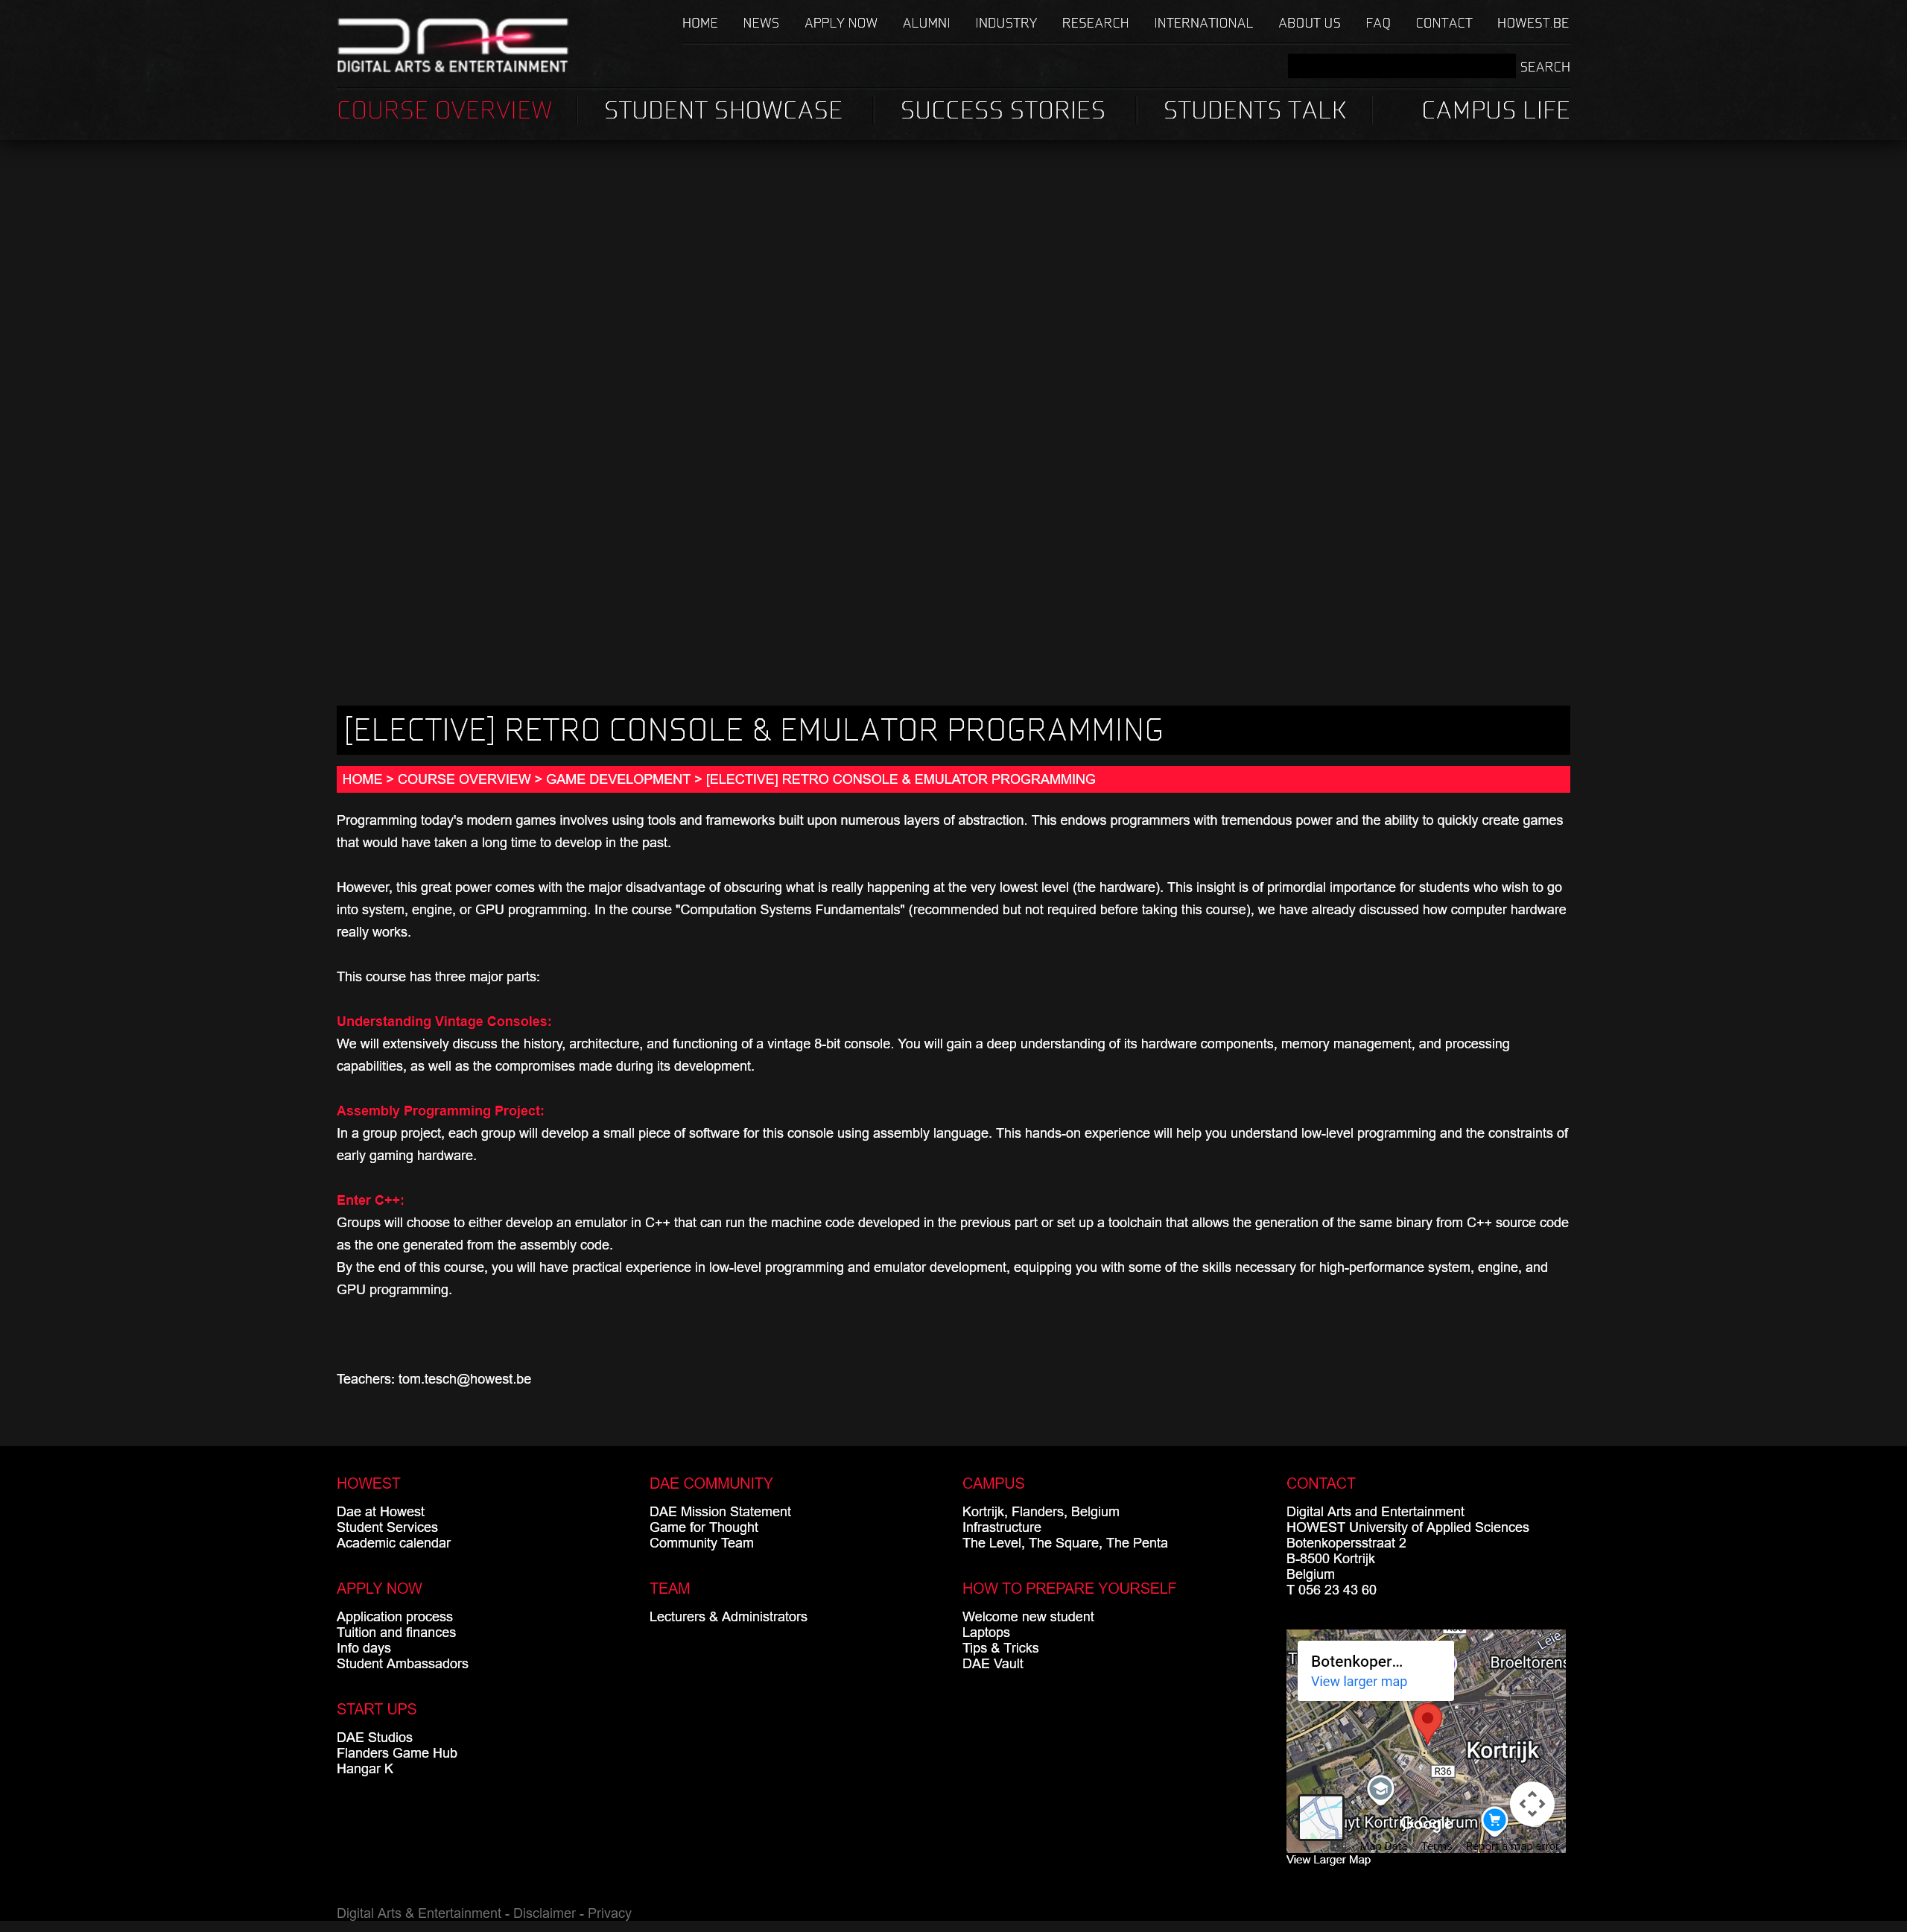 DAE
DIGITAL ARTS & ENTERTAINMENT
HOME NEWS APPLY NOW ALUMNI INDUSTRY RESEARCH INTERNATIONAL ABOUT US FAQ CONTACT HOWEST.BE
SEARCH
COURSE OVERVIEW STUDENT SHOWCASE SUCCESS STORIES STUDENTS TALK CAMPUS LIFE
[ELECTIVE] RETRO CONSOLE & EMULATOR PROGRAMMING
HOME > COURSE OVERVIEW > GAME DEVELOPMENT > [ELECTIVE] RETRO CONSOLE & EMULATOR PROGRAMMING
Programming today's modern games involves using tools and frameworks built upon numerous layers of abstraction. This endows programmers with tremendous power and the ability to quickly create games
that would have taken a long time to develop in the past.
However, this great power comes with the major disadvantage of obscuring what is really happening at the very lowest level (the hardware). This insight is of primordial importance for students who wish to go
into system, engine, or GPU programming. In the course "Computation Systems Fundamentals" (recommended but not required before taking this course), we have already discussed how computer hardware
really works.
This course has three major parts:
Understanding Vintage Consoles:
We will extensively discuss the history, architecture, and functioning of a vintage 8-bit console. You will gain a deep understanding of its hardware components, memory management, and processing
capabilities, as well as the compromises made during its development.
Assembly Programming Project:
In a group project, each group will develop a small piece of software for this console using assembly language. This hands-on experience will help you understand low-level programming and the constraints of
early gaming hardware.
Enter C++:
Groups will choose to either develop an emulator in C++ that can run the machine code developed in the previous part or set up a toolchain that allows the generation of the same binary from C++ source code
as the one generated from the assembly code.
By the end of this course, you will have practical experience in low-level programming and emulator development, equipping you with some of the skills necessary for high-performance system, engine, and
GPU programming.
Teachers: tom.tesch@howest.be
HOWEST
Dae at Howest
Student Services
Academic calendar
APPLY NOW
Application process
Tuition and finances
Info days
Student Ambassadors
START UPS
DAE Studios
Flanders Game Hub
Hangar K
DAE COMMUNITY
DAE Mission Statement
Game for Thought
Community Team
TEAM
Lecturers & Administrators
CAMPUS
Kortrijk, Flanders, Belgium
Infrastructure
The Level, The Square, The Penta
HOW TO PREPARE YOURSELF
Welcome new student
Laptops
Tips & Tricks
DAE Vault
CONTACT
Digital Arts and Entertainment
HOWEST University of Applied Sciences
Botenkopersstraat 2
B-8500 Kortrijk
Belgium
T 056 23 43 60
Leie
Botenkoper...
View larger map
Broeltorens
Kortrijk
R36
uyt Kortrijk Centrum
Google
Map Data Terms Report a map error
View Larger Map
Digital Arts & Entertainment - Disclaimer - Privacy